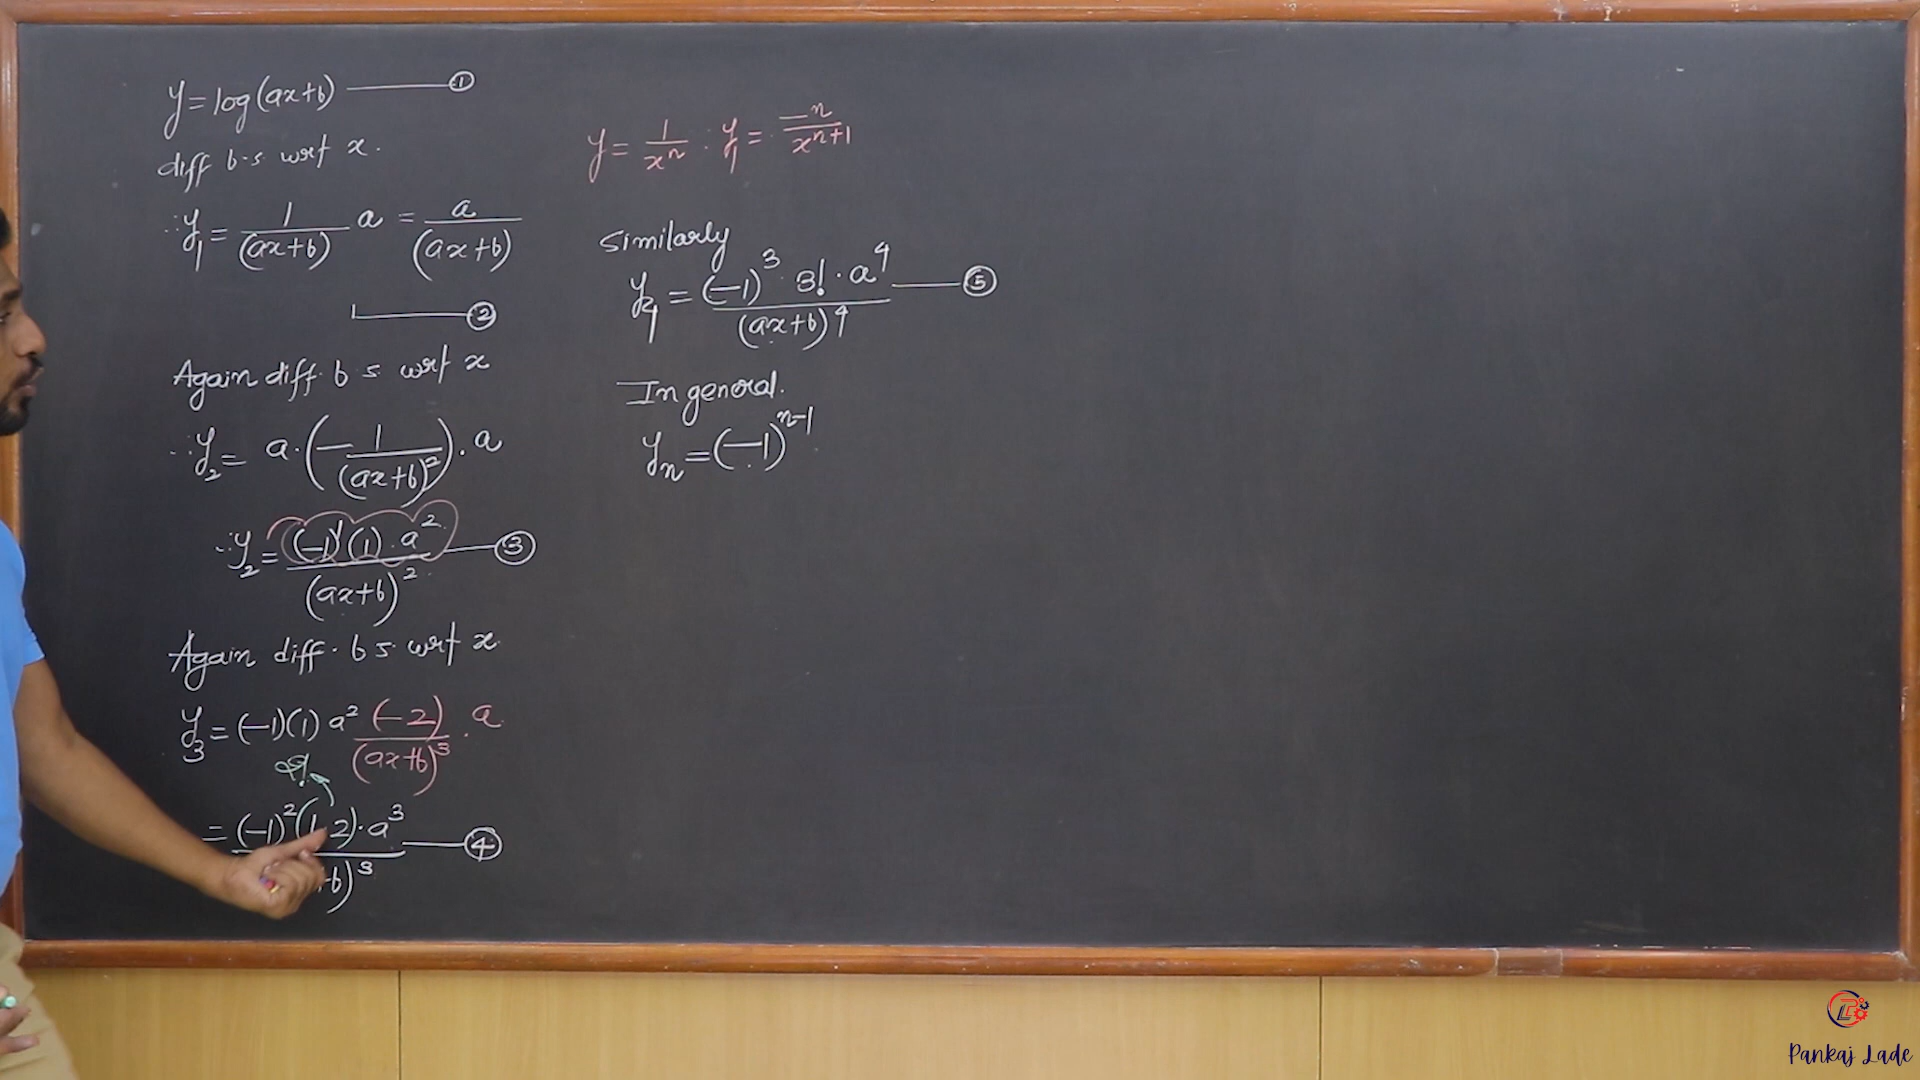 y = log(ax+b) ——— ①
diff b.s wrt x.
∴ y₁ = 1/(ax+b) a = a/(ax+b)
——— ②
Again diff. b s. wrt x
∴ y₂ = a·(−1/(ax+b)²)·a
∴ y₂ = (−1)¹(1)·a²/(ax+b)² ——— ③
Again diff. b s. wrt x.
y₃ = (−1)(1) a² (−2)/(ax+b)³ · a.
2!
= (−1)²(1·2)·a³/ +b)³ ——— ④
y = 1/xⁿ ∴ y₁ = −n/xⁿ⁺¹
Similarly
y₄ = (−1)³·3!·a⁴/(ax+b)⁴ ——— ⑤
In general.
yₙ = (−1)ⁿ⁻¹
Pankaj Lade